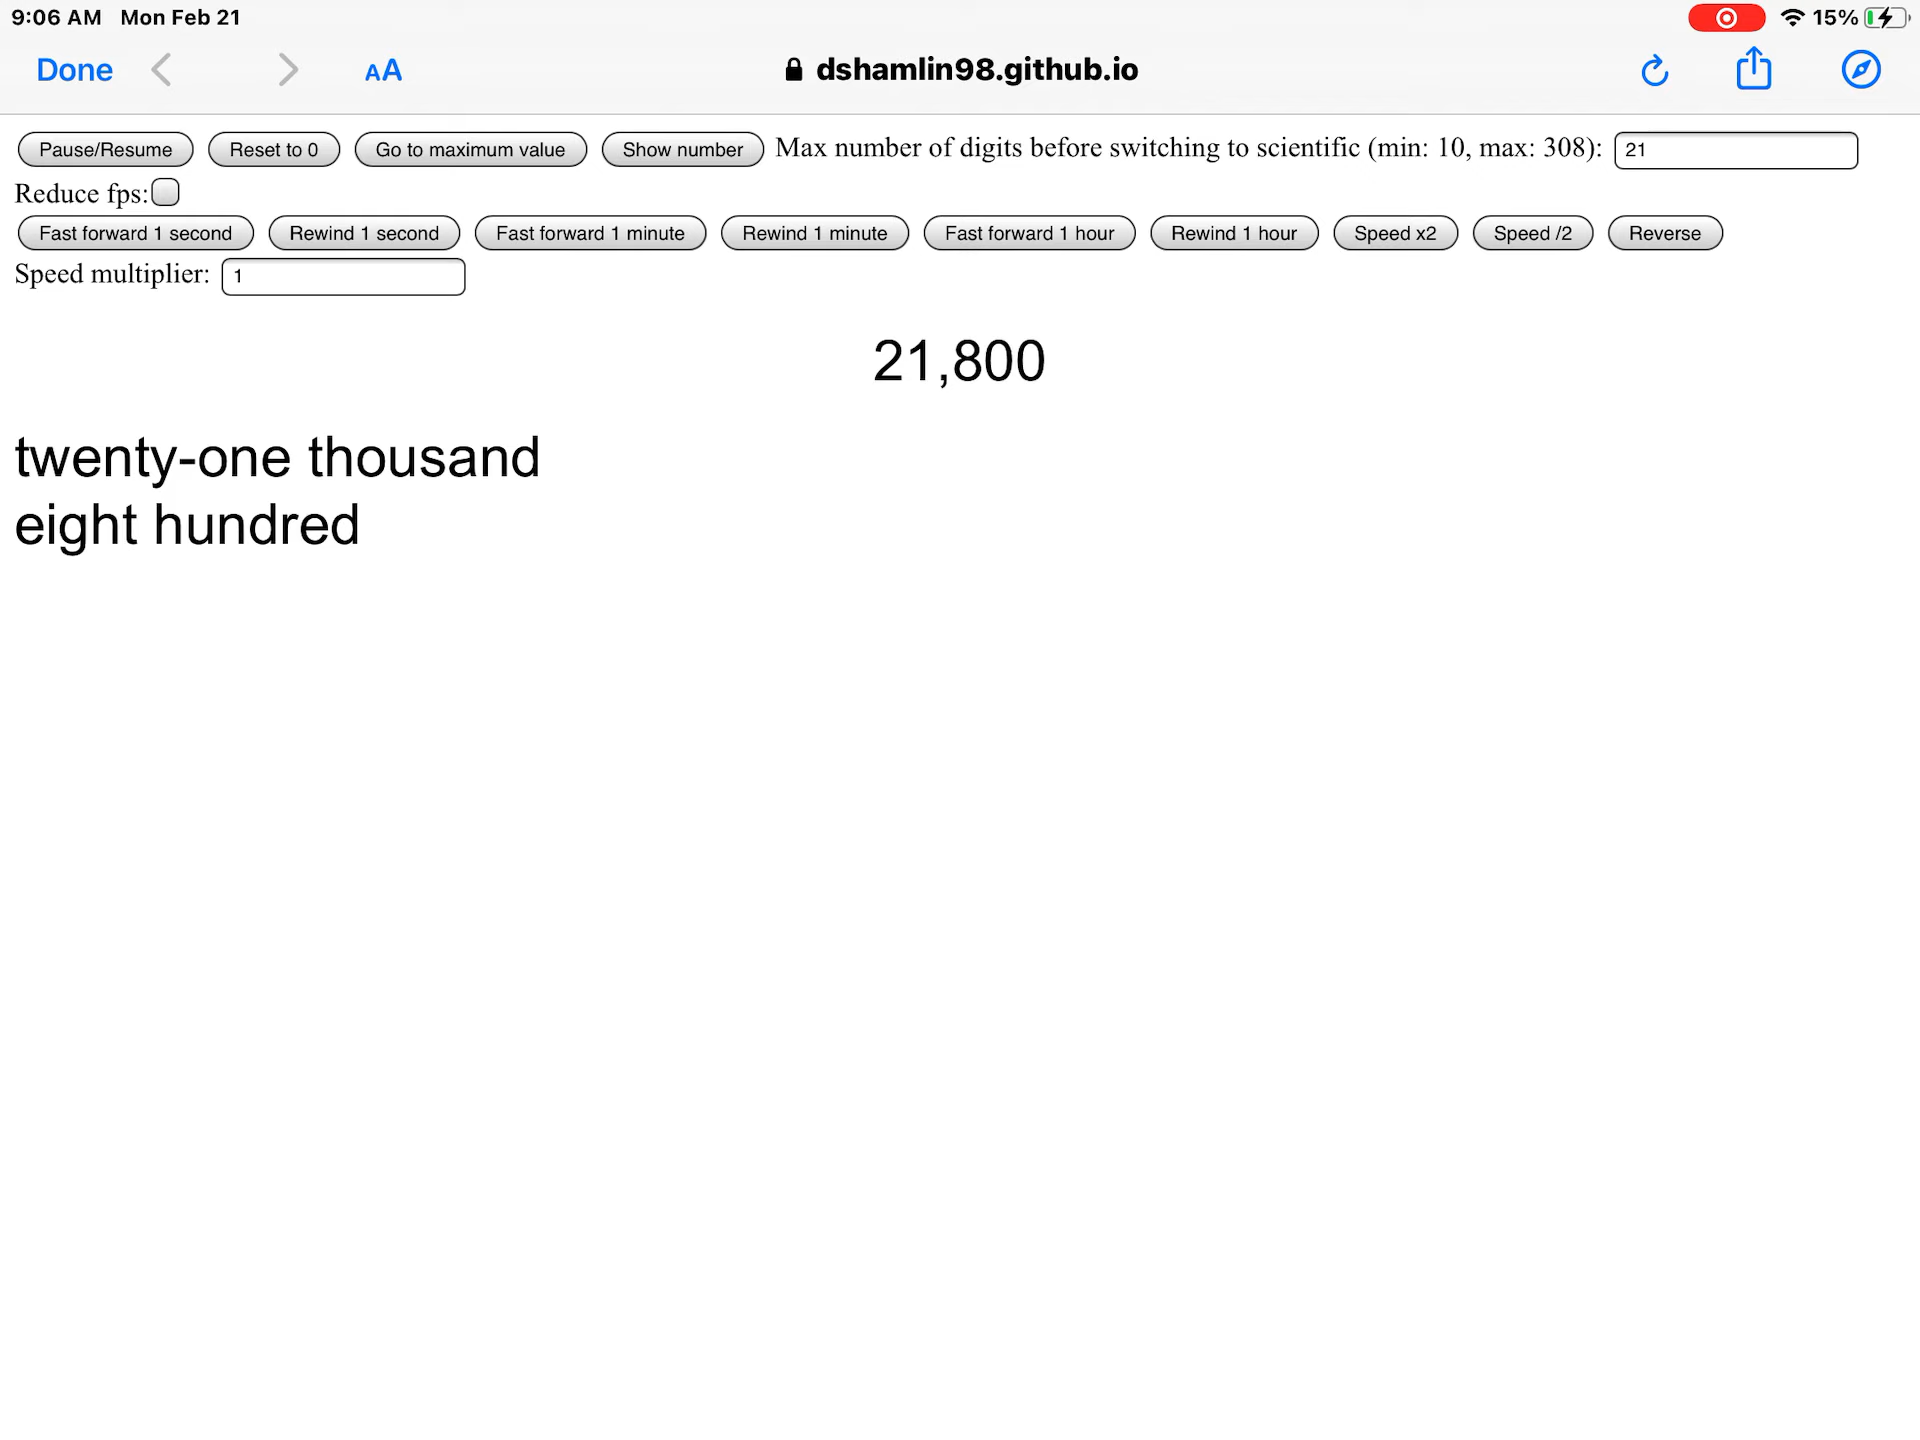 9:06 AM Mon Feb 21 15%
Done AA dshamlin98.github.io
Pause/Resume Reset to 0 Go to maximum value Show number Max number of digits before switching to scientific (min: 10, max: 308): 21
Reduce fps:
Fast forward 1 second Rewind 1 second Fast forward 1 minute Rewind 1 minute Fast forward 1 hour Rewind 1 hour Speed x2 Speed /2 Reverse
Speed multiplier: 1
21,800
twenty-one thousand
eight hundred